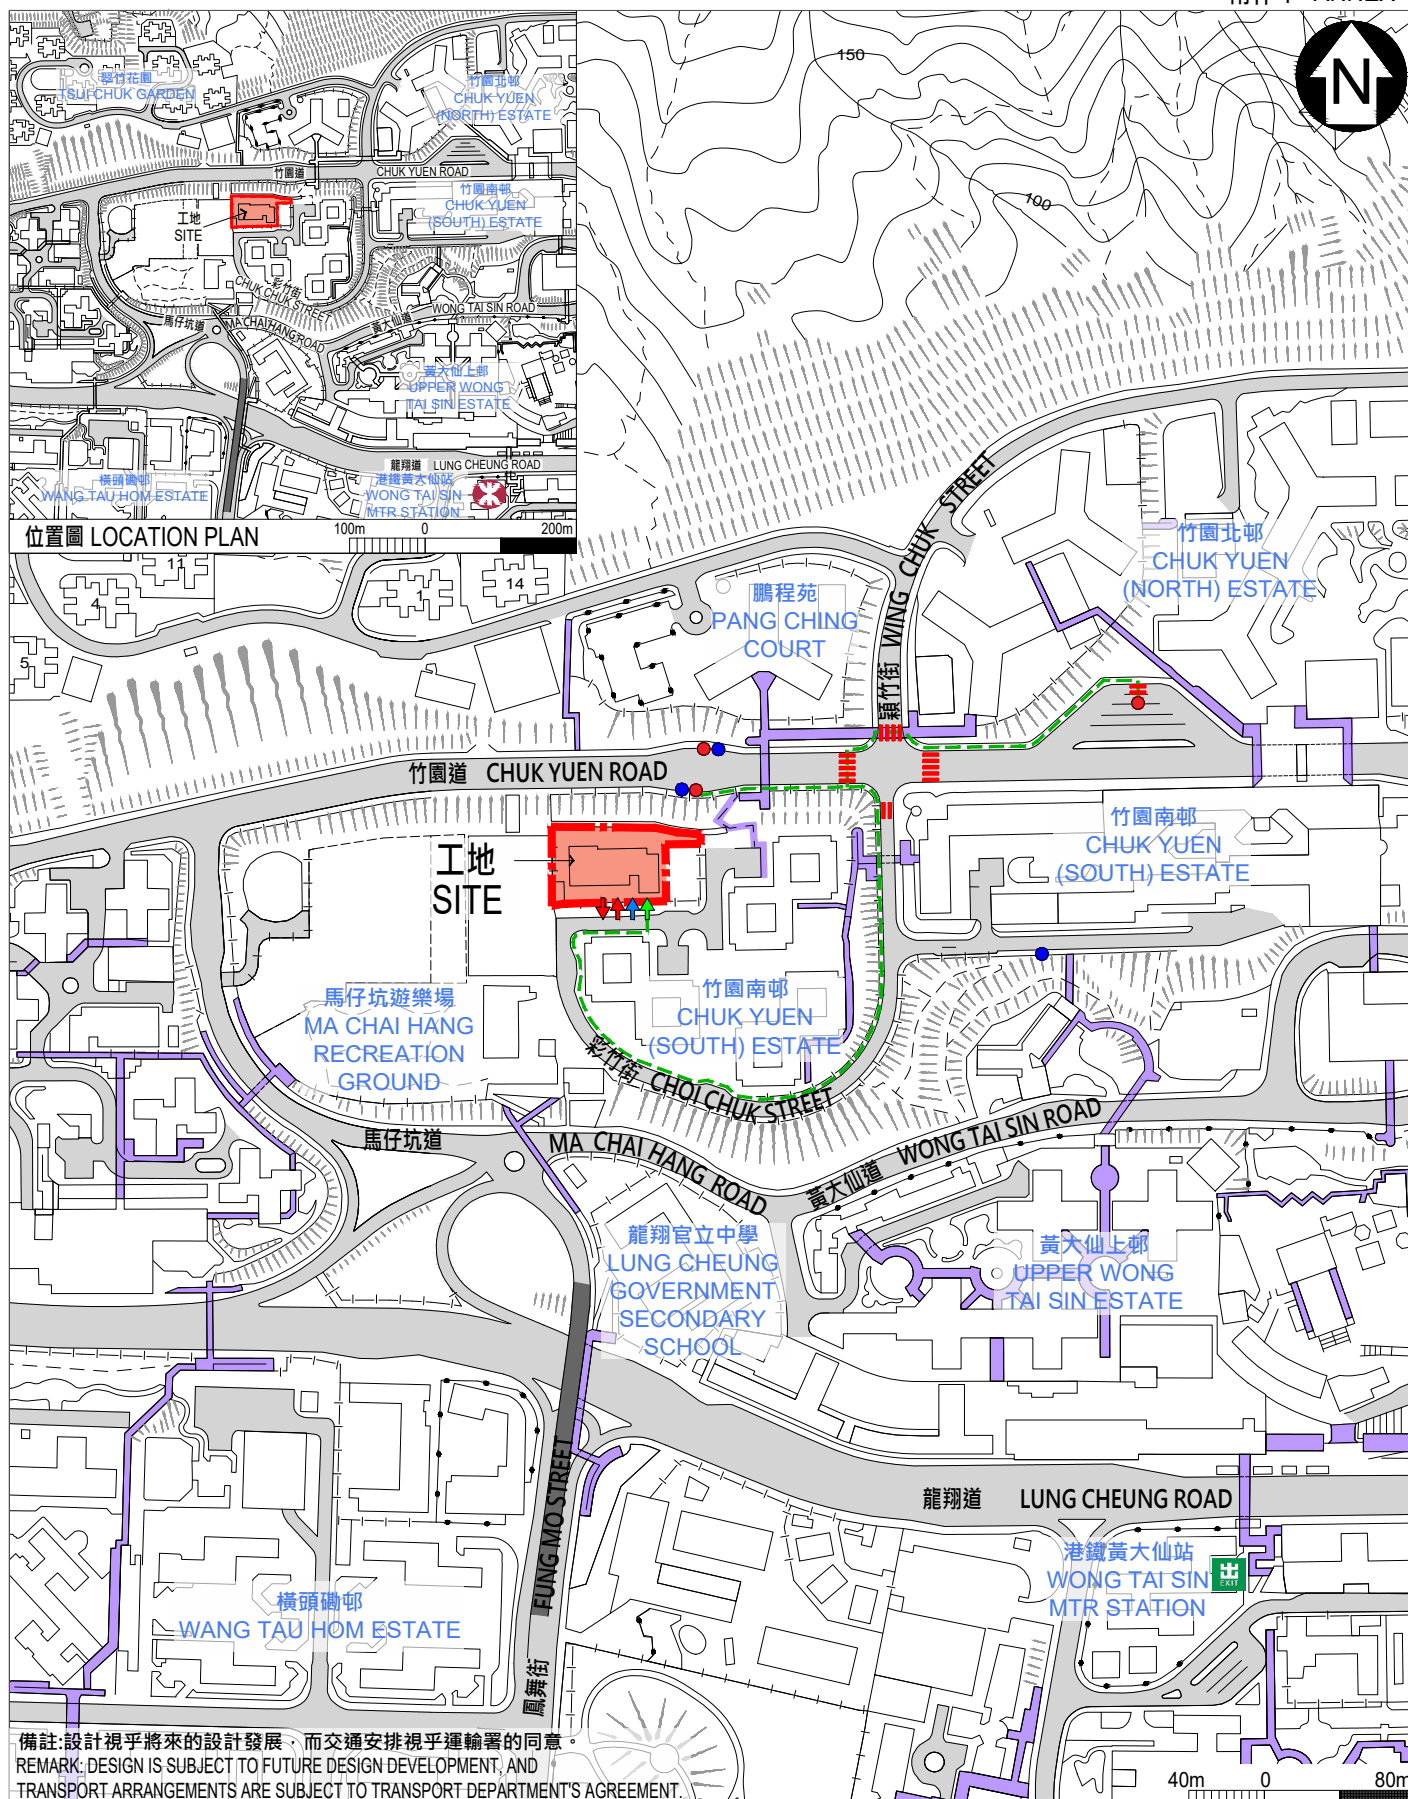 N
150
100
翠竹花園
TSUI CHUK GARDEN
竹園北邨
CHUK YUEN
(NORTH) ESTATE
竹園道 CHUK YUEN ROAD
竹園南邨
CHUK YUEN
(SOUTH) ESTATE
工地
SITE
彩竹街
CHUK CHUK STREET
馬仔坑道 MA CHAI HANG ROAD
黃大仙道 WONG TAI SIN ROAD
黃大仙上邨
UPPER WONG
TAI SIN ESTATE
龍翔道 LUNG CHEUNG ROAD
橫頭磡邨
WANG TAU HOM ESTATE
港鐵黃大仙站
WONG TAI SIN
MTR STATION
位置圖 LOCATION PLAN
100m 0 200m
11
4
1
14
5
鵬程苑
PANG CHING
COURT
穎竹街 WING CHUK STREET
竹園北邨
CHUK YUEN
(NORTH) ESTATE
竹園道 CHUK YUEN ROAD
工地
SITE
竹園南邨
CHUK YUEN
(SOUTH) ESTATE
馬仔坑遊樂場
MA CHAI HANG
RECREATION
GROUND
竹園南邨
CHUK YUEN
(SOUTH) ESTATE
彩竹街 CHOI CHUK STREET
馬仔坑道 MA CHAI HANG ROAD
黃大仙道 WONG TAI SIN ROAD
龍翔官立中學
LUNG CHEUNG
GOVERNMENT
SECONDARY
SCHOOL
黃大仙上邨
UPPER WONG
TAI SIN ESTATE
龍翔道 LUNG CHEUNG ROAD
FUNG MO STREET
鳳舞街
港鐵黃大仙站
WONG TAI SIN
MTR STATION
出
EXIT
橫頭磡邨
WANG TAU HOM ESTATE
備註:設計視乎將來的設計發展，而交通安排視乎運輸署的同意。
REMARK: DESIGN IS SUBJECT TO FUTURE DESIGN DEVELOPMENT, AND
TRANSPORT ARRANGEMENTS ARE SUBJECT TO TRANSPORT DEPARTMENT'S AGREEMENT.
40m 0 80m